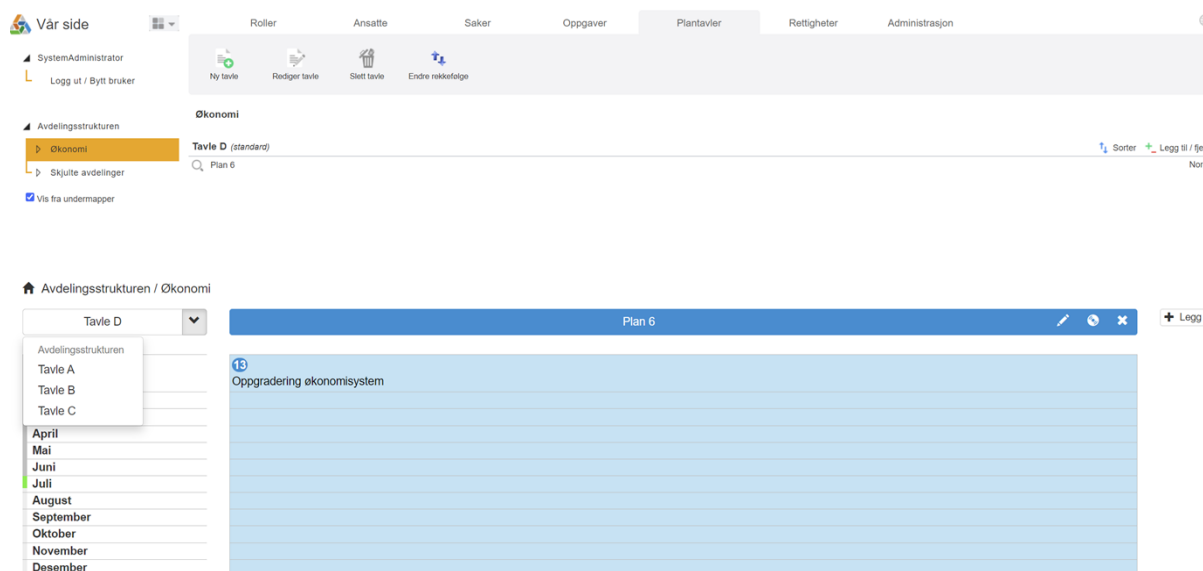 Vår side
Roller Ansatte Saker Oppgaver Plantavler Rettigheter Administrasjon
SystemAdministrator
Logg ut / Bytt bruker
Ny tavle Rediger tavle Slett tavle Endre rekkefølge
Avdelingsstrukturen
Økonomi
Skjulte avdelinger
Vis fra undermapper
Økonomi
Tavle D (standard) Sorter Legg til / fje
Plan 6 Nor
Avdelingsstrukturen / Økonomi
Tavle D Plan 6 Legg
Avdelingsstrukturen
Tavle A
Tavle B
Tavle C
13
Oppgradering økonomisystem
April
Mai
Juni
Juli
August
September
Oktober
November
Desember